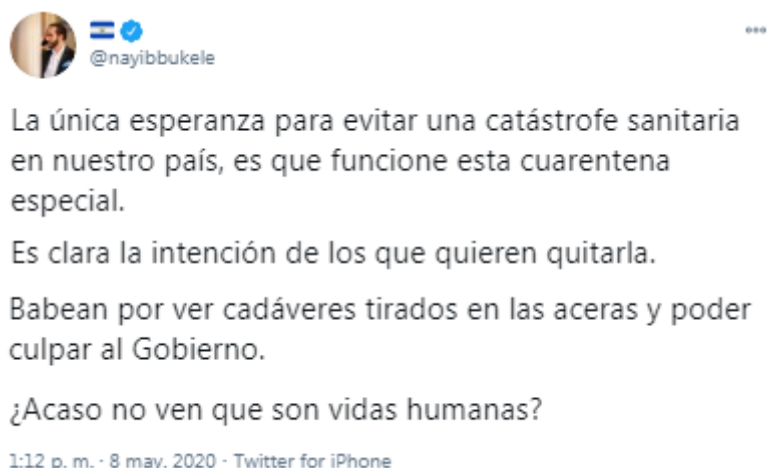 @nayibbukele
La única esperanza para evitar una catástrofe sanitaria
en nuestro país, es que funcione esta cuarentena
especial.
Es clara la intención de los que quieren quitarla.
Babean por ver cadáveres tirados en las aceras y poder
culpar al Gobierno.
¿Acaso no ven que son vidas humanas?
1:12 p. m. · 8 may. 2020 · Twitter for iPhone